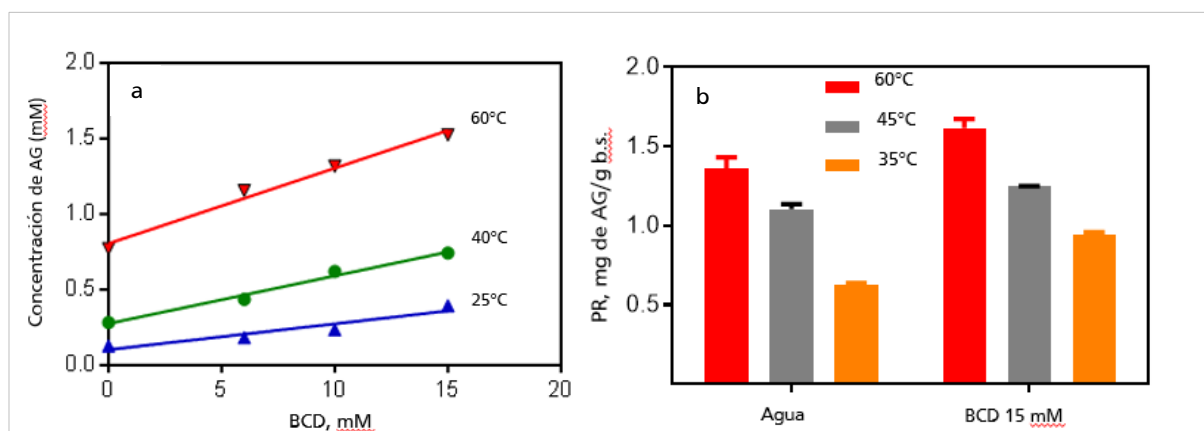 a
Concentración de AG (mM)
2.0
1.5
1.0
0.5
0.0
60°C
40°C
25°C
0
5
10
15
20
BCD, mM
b
PR, mg de AG/g b.s.
2.0
1.5
1.0
0.5
60°C
45°C
35°C
Agua
BCD 15 mM